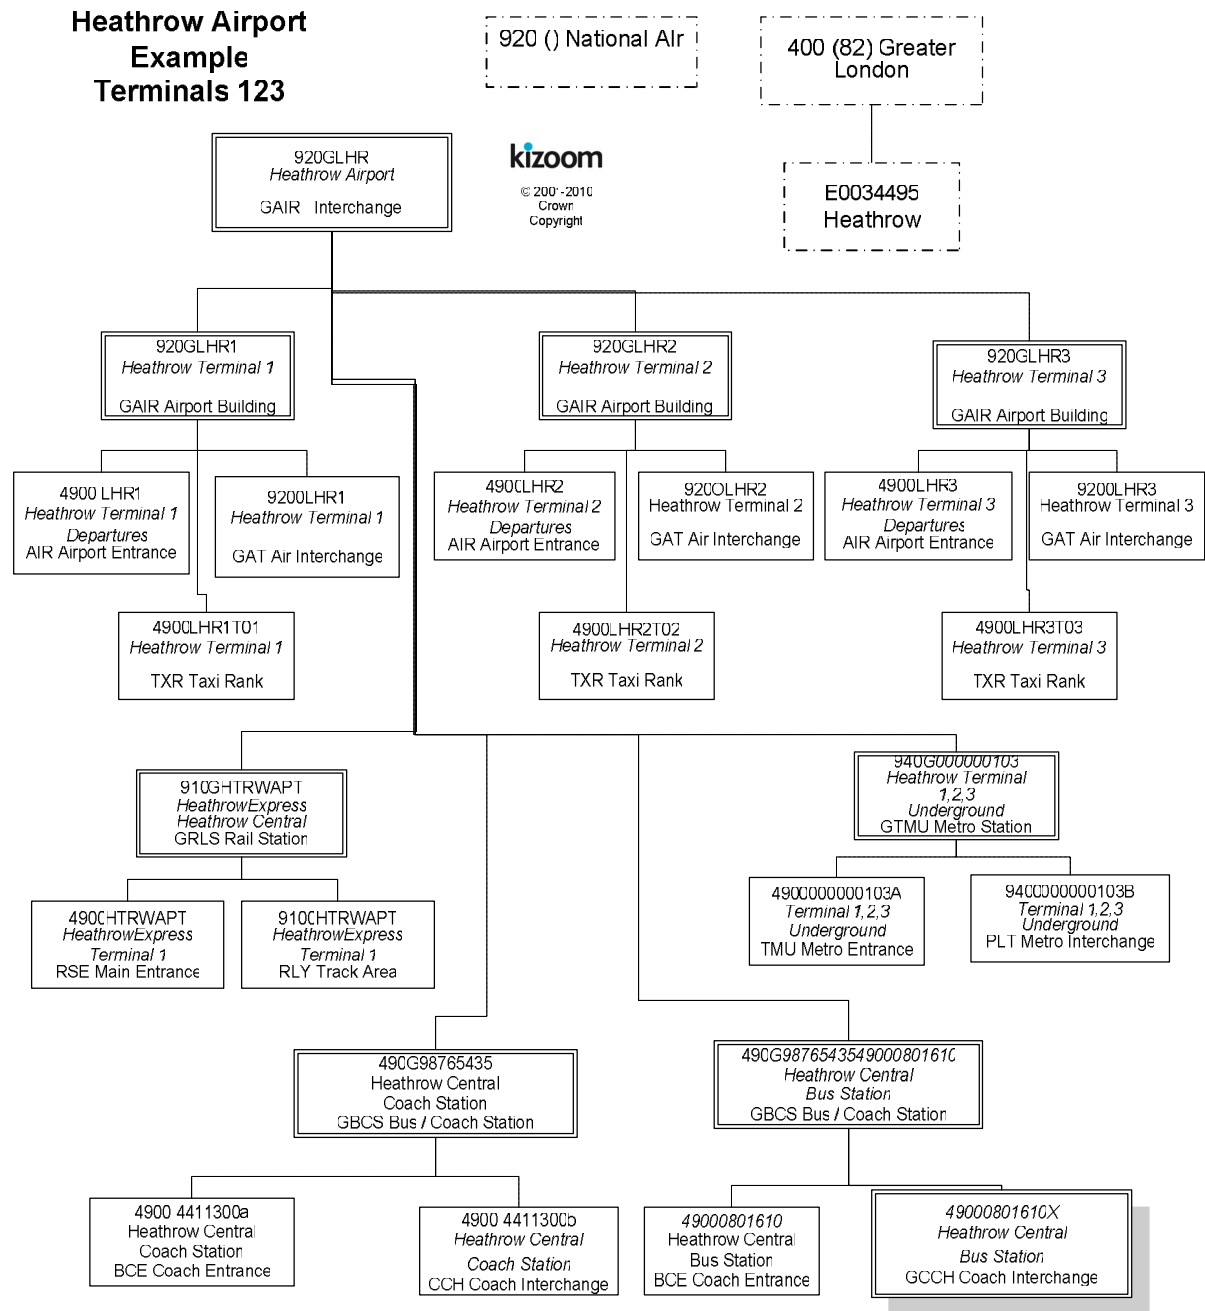 Heathrow Airport
Example
Terminals 123
920 () National AIr
400 (82) Greater
London
kizoom
© 2001-2010
Crown
Copyright
E0034495
Heathrow
920GLHR
Heathrow Airport
GAIR Interchange
920GLHR1
Heathrow Terminal 1
GAIR Airport Building
920GLHR2
Heathrow Terminal 2
GAIR Airport Building
920GLHR3
Heathrow Terminal 3
GAIR Airport Building
4900 LHR1
Heathrow Terminal 1
Departures
AIR Airport Entrance
9200LHR1
Heathrow Terminal 1
GAT Air Interchange
4900LHR2
Heathrow Terminal 2
Departures
AIR Airport Entrance
920OLHR2
Heathrow Terminal 2
GAT Air Interchange
4900LHR3
Heathrow Terminal 3
Departures
AIR Airport Entrance
9200LHR3
Heathrow Terminal 3
GAT Air Interchange
4900LHR1T01
Heathrow Terminal 1
TXR Taxi Rank
4900LHR2T02
Heathrow Terminal 2
TXR Taxi Rank
4900LHR3T03
Heathrow Terminal 3
TXR Taxi Rank
910GHTRWAPT
HeathrowExpress
Heathrow Central
GRLS Rail Station
940G000000103
Heathrow Terminal
1,2,3
Underground
GTMU Metro Station
4900HTRWAPT
HeathrowExpress
Terminal 1
RSE Main Entrance
9100HTRWAPT
HeathrowExpress
Terminal 1
RLY Track Area
4900000000103A
Terminal 1,2,3
Underground
TMU Metro Entrance
9400000000103B
Terminal 1,2,3
Underground
PLT Metro Interchange
490G98765435
Heathrow Central
Coach Station
GBCS Bus / Coach Station
490G9876543549000801610
Heathrow Central
Bus Station
GBCS Bus / Coach Station
4900 4411300a
Heathrow Central
Coach Station
BCE Coach Entrance
4900 4411300b
Heathrow Central
Coach Station
CCH Coach Interchange
49000801610
Heathrow Central
Bus Station
BCE Coach Entrance
49000801610X
Heathrow Central
Bus Station
GCCH Coach Interchange